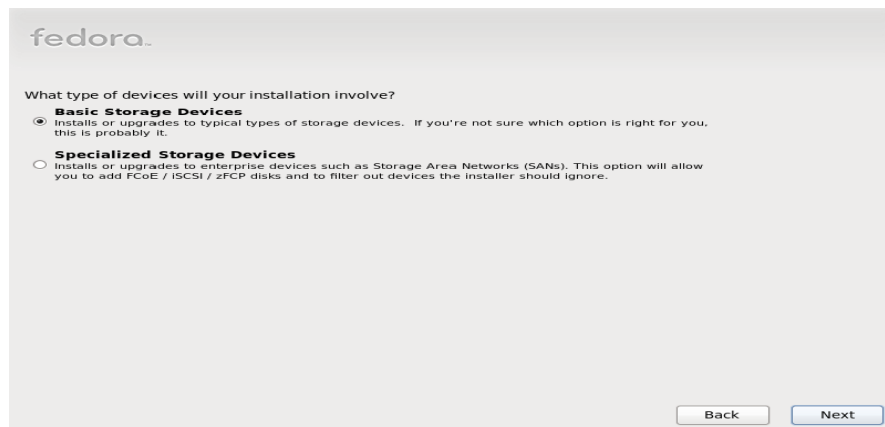 fedora™
What type of devices will your installation involve?
Basic Storage Devices
Installs or upgrades to typical types of storage devices. If you're not sure which option is right for you,
this is probably it.
Specialized Storage Devices
Installs or upgrades to enterprise devices such as Storage Area Networks (SANs). This option will allow
you to add FCoE / iSCSI / zFCP disks and to filter out devices the installer should ignore.
Back
Next